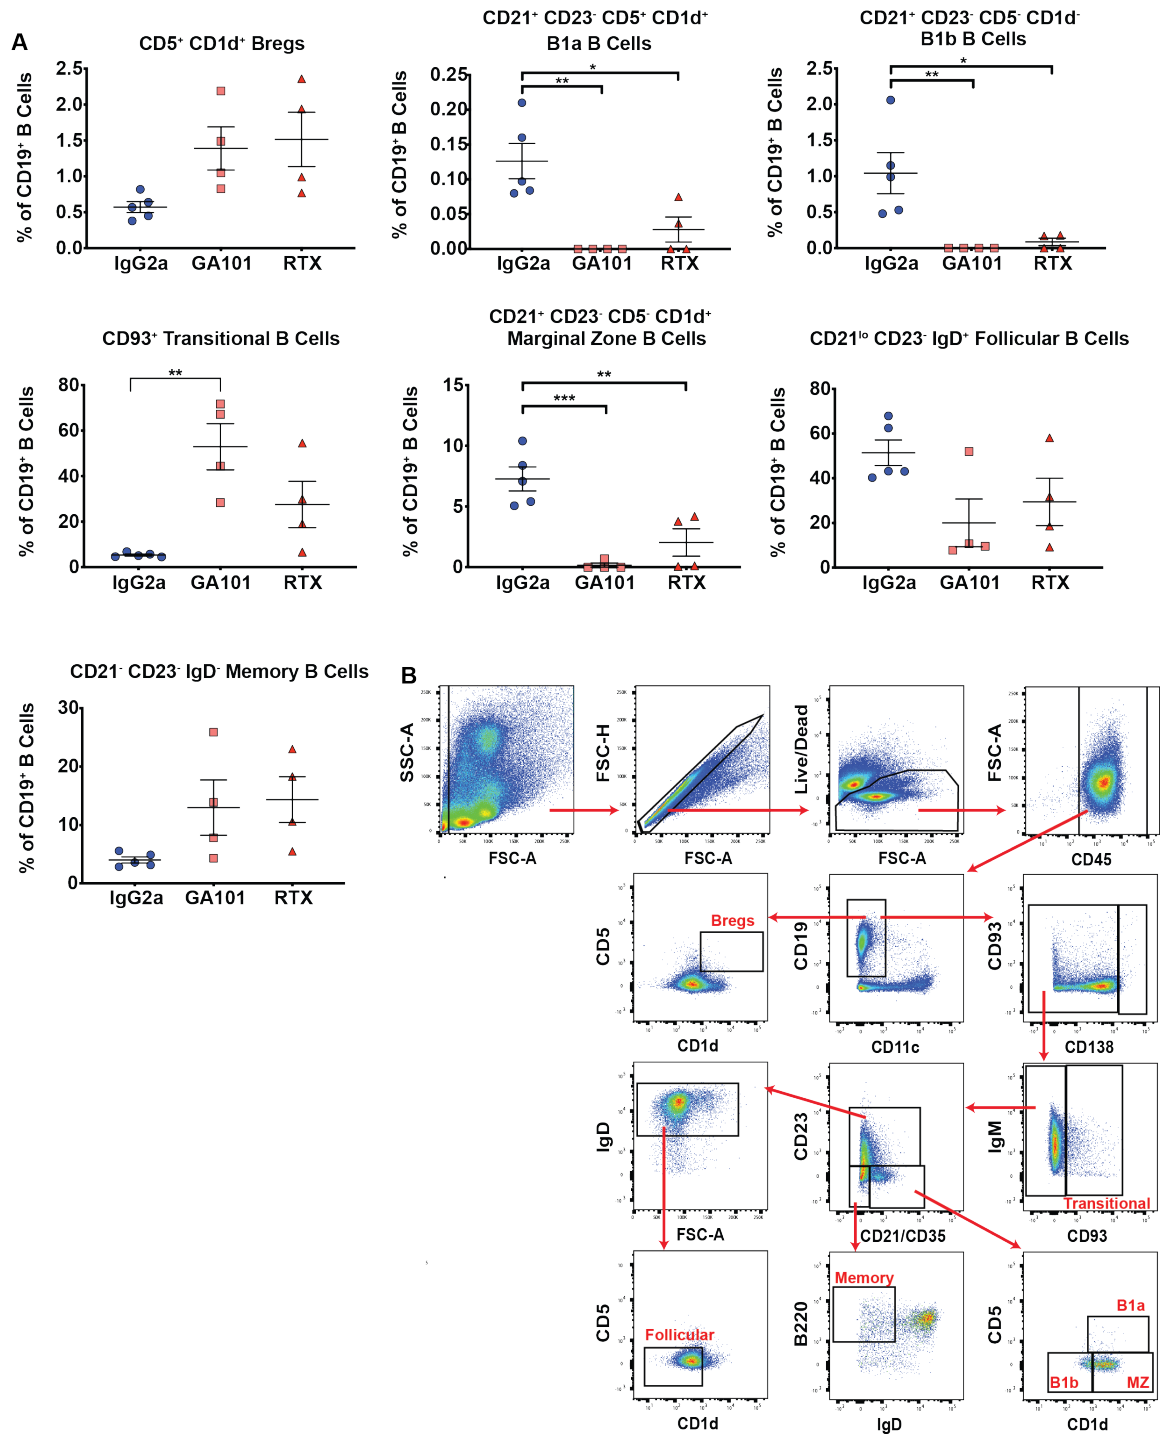 A
CD5⁺ CD1d⁺ Bregs
% of CD19⁺ B Cells
2.5
2.0
1.5
1.0
0.5
0.0
IgG2a GA101 RTX
CD21⁺ CD23⁻ CD5⁺ CD1d⁺
B1a B Cells
% of CD19⁺ B Cells
0.25
0.20
0.15
0.10
0.05
0.00
*
**
IgG2a GA101 RTX
CD21⁺ CD23⁻ CD5⁻ CD1d⁻
B1b B Cells
% of CD19⁺ B Cells
2.5
2.0
1.5
1.0
0.5
0.0
*
**
IgG2a GA101 RTX
CD93⁺ Transitional B Cells
% of CD19⁺ B Cells
80
60
40
20
0
**
IgG2a GA101 RTX
CD21⁺ CD23⁻ CD5⁻ CD1d⁺
Marginal Zone B Cells
% of CD19⁺ B Cells
15
10
5
0
**
***
IgG2a GA101 RTX
CD21ˡᵒ CD23⁻ IgD⁺ Follicular B Cells
% of CD19⁺ B Cells
80
60
40
20
0
IgG2a GA101 RTX
CD21⁻ CD23⁻ IgD⁻ Memory B Cells
% of CD19⁺ B Cells
30
20
10
0
IgG2a GA101 RTX
B
SSC-A
FSC-A
FSC-H
FSC-A
Live/Dead
FSC-A
FSC-A
CD45
CD5
Bregs
CD1d
CD19
CD11c
CD93
CD138
IgD
FSC-A
CD23
CD21/CD35
IgM
Transitional
CD93
CD5
Follicular
CD1d
B220
Memory
IgD
CD5
B1a
B1b MZ
CD1d